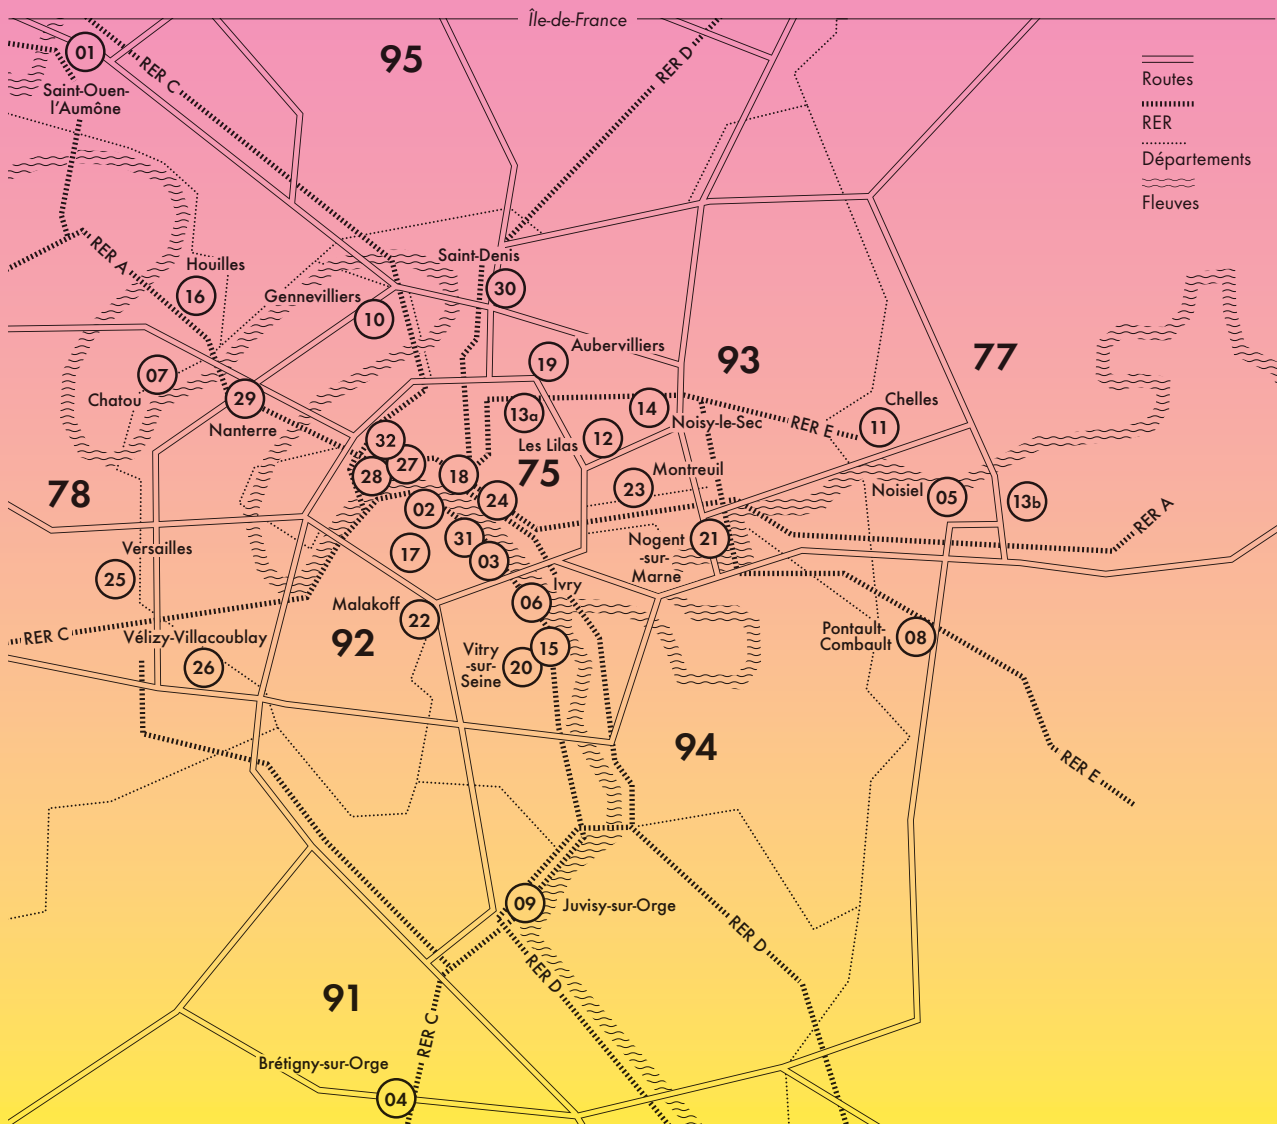 Île-de-France
01
Saint-Ouen-
l'Aumône
RER C
95
RER D
Routes
RER
Départements
Fleuves
RER A
Houilles
16
Saint-Denis
30
Gennevilliers
10
Aubervilliers
19
93
77
07
Chatou
29
Nanterre
13a
14
Noisy-le-Sec
RER E
Chelles
11
Les Lilas
12
32
27
28
18
75
Montreuil
23
78
02
24
Noisiel
05
13b
RER A
31
17
03
Nogent
-sur-
Marne
21
Versailles
25
Ivry
06
Malakoff
22
RER C
Vélizy-Villacoublay
26
92
Vitry
-sur-
Seine
15
20
Pontault-
Combault
08
94
RER E
09
Juvisy-sur-Orge
RER D
RER D
91
RER C
Brétigny-sur-Orge
04